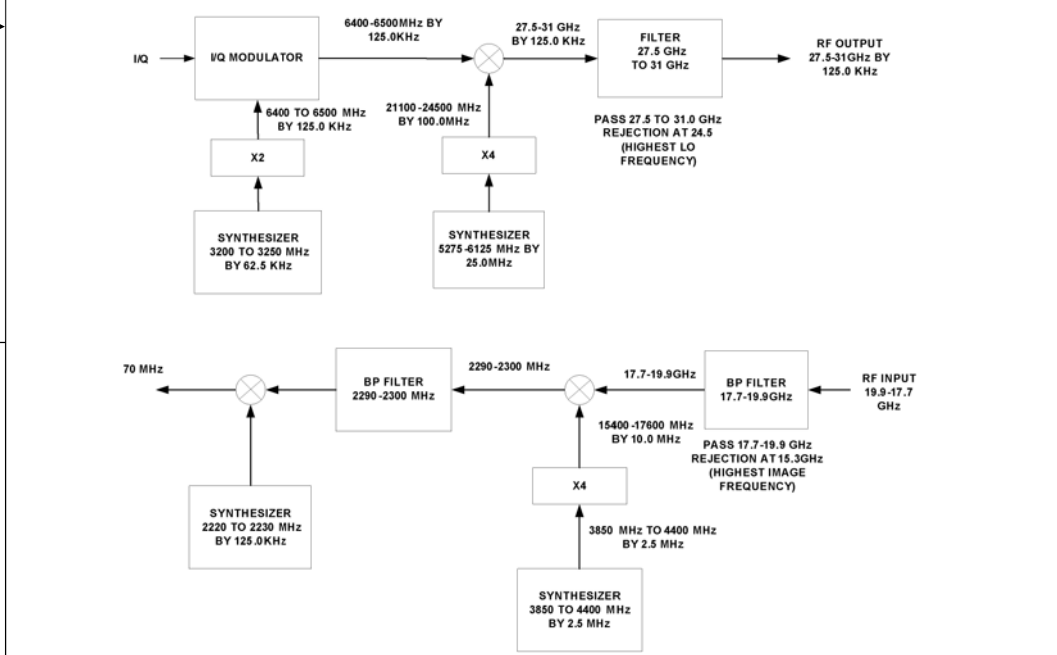 6400-6500MHz BY
125.0KHz
27.5-31 GHz
BY 125.0 KHz
FILTER
27.5 GHz
TO 31 GHz
RF OUTPUT
27.5-31GHz BY
125.0 KHz
I/Q
I/Q MODULATOR
6400 TO 6500 MHz
BY 125.0 KHz
21100-24500 MHz
BY 100.0MHz
PASS 27.5 TO 31.0 GHz
REJECTION AT 24.5
(HIGHEST LO
FREQUENCY)
X2
X4
SYNTHESIZER
3200 TO 3250 MHz
BY 62.5 KHz
SYNTHESIZER
5275-6125 MHz BY
25.0MHz
70 MHz
BP FILTER
2290-2300 MHz
2290-2300 MHz
17.7-19.9GHz
BP FILTER
17.7-19.9GHz
RF INPUT
19.9-17.7
GHz
15400-17600 MHz
BY 10.0 MHz
PASS 17.7-19.9 GHz
REJECTION AT 15.3GHz
(HIGHEST IMAGE
FREQUENCY)
X4
SYNTHESIZER
2220 TO 2230 MHz
BY 125.0KHz
3850 MHz TO 4400 MHz
BY 2.5 MHz
SYNTHESIZER
3850 TO 4400 MHz
BY 2.5 MHz